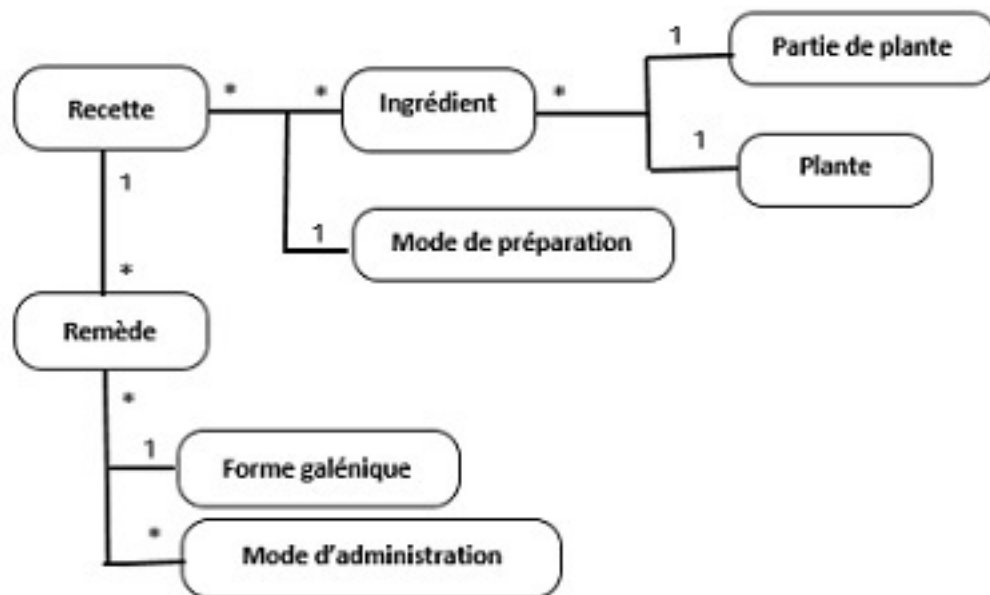 1
Partie de plante
Recette
*
*
Ingrédient
*
1
Plante
1
1
Mode de préparation
*
Remède
*
1
Forme galénique
*
Mode d'administration